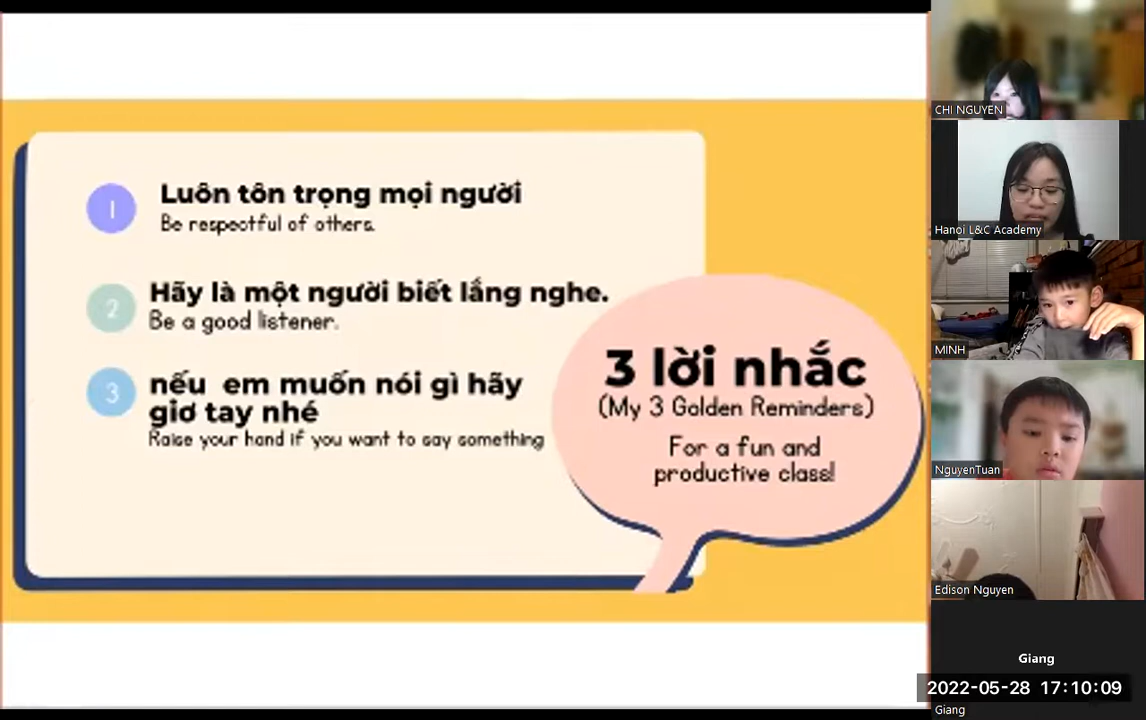 1
Luôn tôn trọng mọi người
Be respectful of others.
2
Hãy là một người biết lắng nghe.
Be a good listener.
3
nếu em muốn nói gì hãy
giơ tay nhé
Raise your hand if you want to say something
3 lời nhắc
(My 3 Golden Reminders)
For a fun and
productive class!
CHI NGUYEN
Hanoi L&C Academy
MINH
NguyenTuan
Edison Nguyen
Giang
2022-05-28 17:10:09
Giang